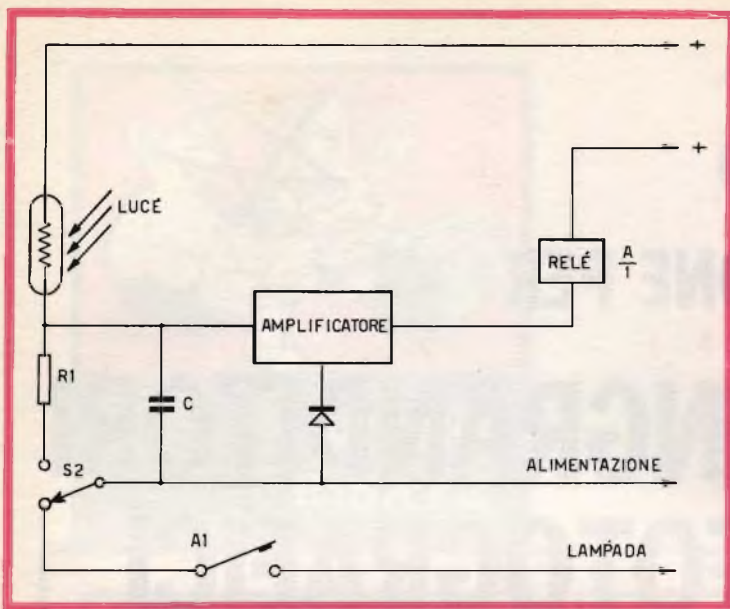 +
+
LUCE
RELÉ
A
1
AMPLIFICATORE
R1
C
S2
ALIMENTAZIONE
A1
LAMPADA